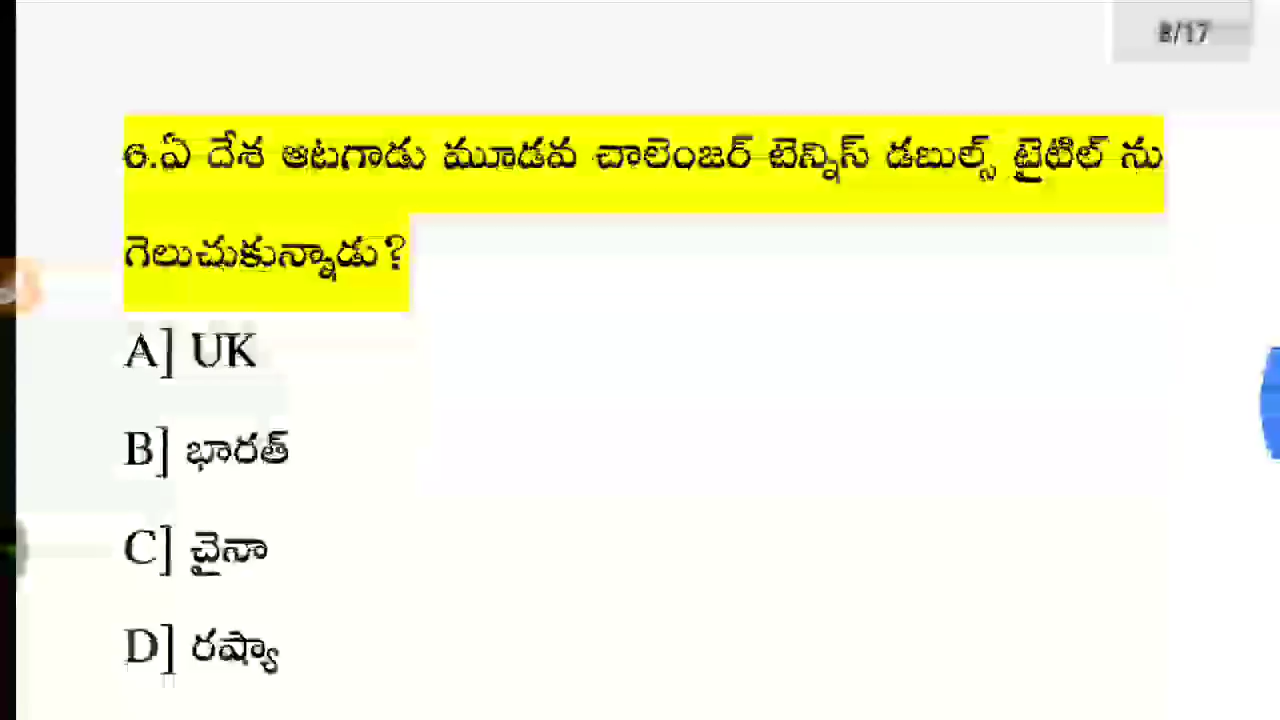 8/17
6.ఏ దేశ ఆటగాడు మూడవ చాలెంజర్ టెన్నిస్ డబుల్స్ టైటిల్ ను
గెలుచుకున్నాడు?
A] UK
B] భారత్
C] చైనా
D] రష్యా